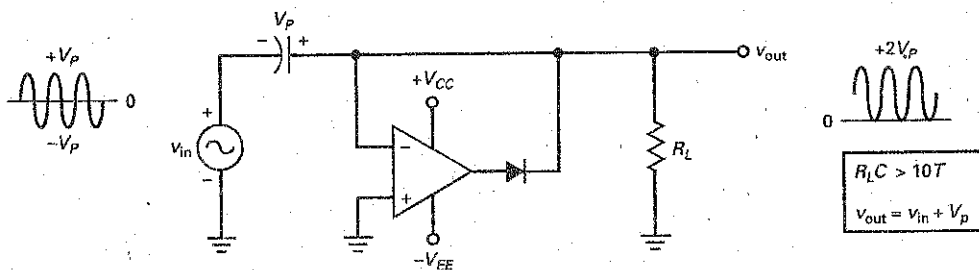 V_P
- +
+V_P
0
-V_P
+
v_in
-
+V_CC
-
+
-V_EE
R_L
v_out
+2V_P
0
R_LC > 10T
v_out = v_in + V_p